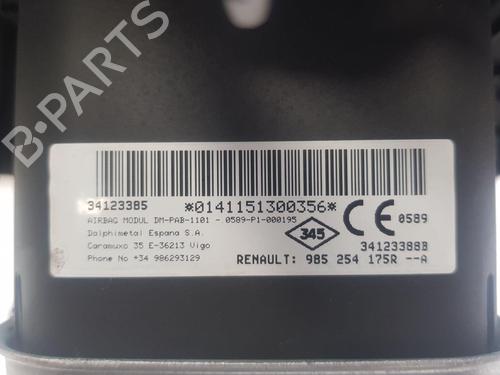 B-PARTS
34123385 *0141151300356*
AIRBAG MODUL DM-PAB-1101 - 0589-P1-000195
Dalphimetal Espana S.A.
Caramuxo 35 E-36213 Vigo
Phone No +34 986293129
345
CE 0589
34123388B
RENAULT: 985 254 175R --A